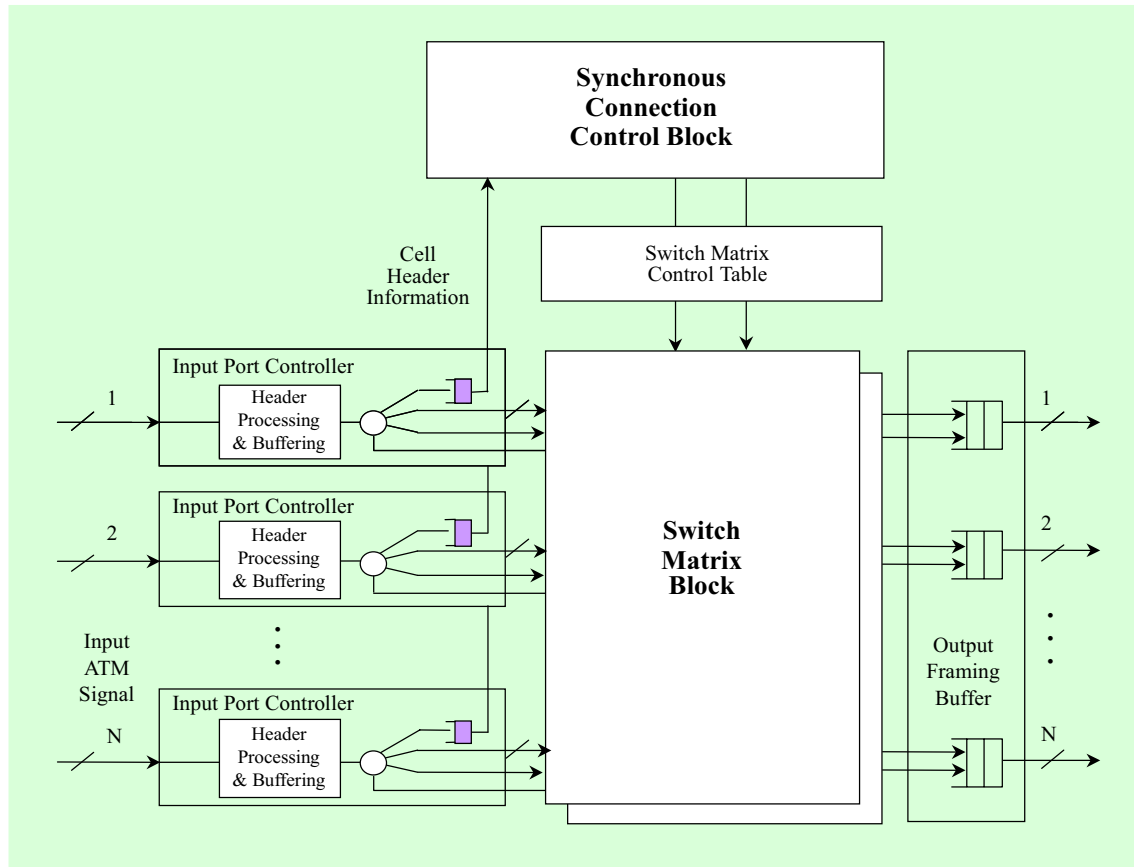 Synchronous
Connection
Control Block
Switch Matrix
Control Table
Cell
Header
Information
Input Port Controller
Header
Processing
& Buffering
1
1
Input Port Controller
Header
Processing
& Buffering
2
2
Switch
Matrix
Block
Input
ATM
Signal
Output
Framing
Buffer
Input Port Controller
Header
Processing
& Buffering
N
N